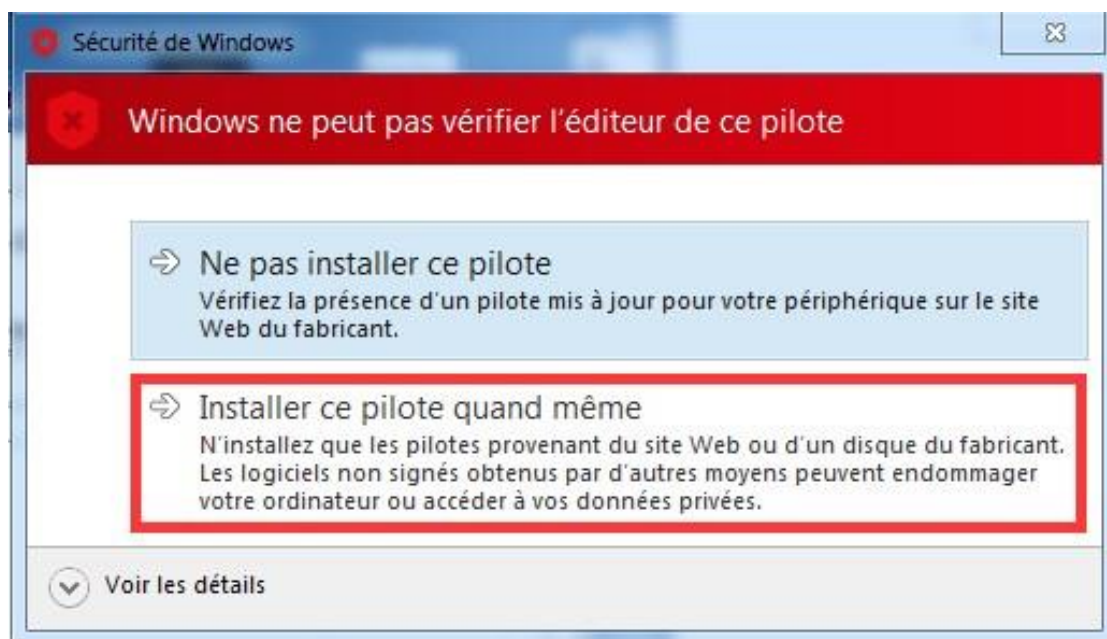 Sécurité de Windows
Windows ne peut pas vérifier l'éditeur de ce pilote
Ne pas installer ce pilote
Vérifiez la présence d'un pilote mis à jour pour votre périphérique sur le site
Web du fabricant.
Installer ce pilote quand même
N'installez que les pilotes provenant du site Web ou d'un disque du fabricant.
Les logiciels non signés obtenus par d'autres moyens peuvent endommager
votre ordinateur ou accéder à vos données privées.
Voir les détails